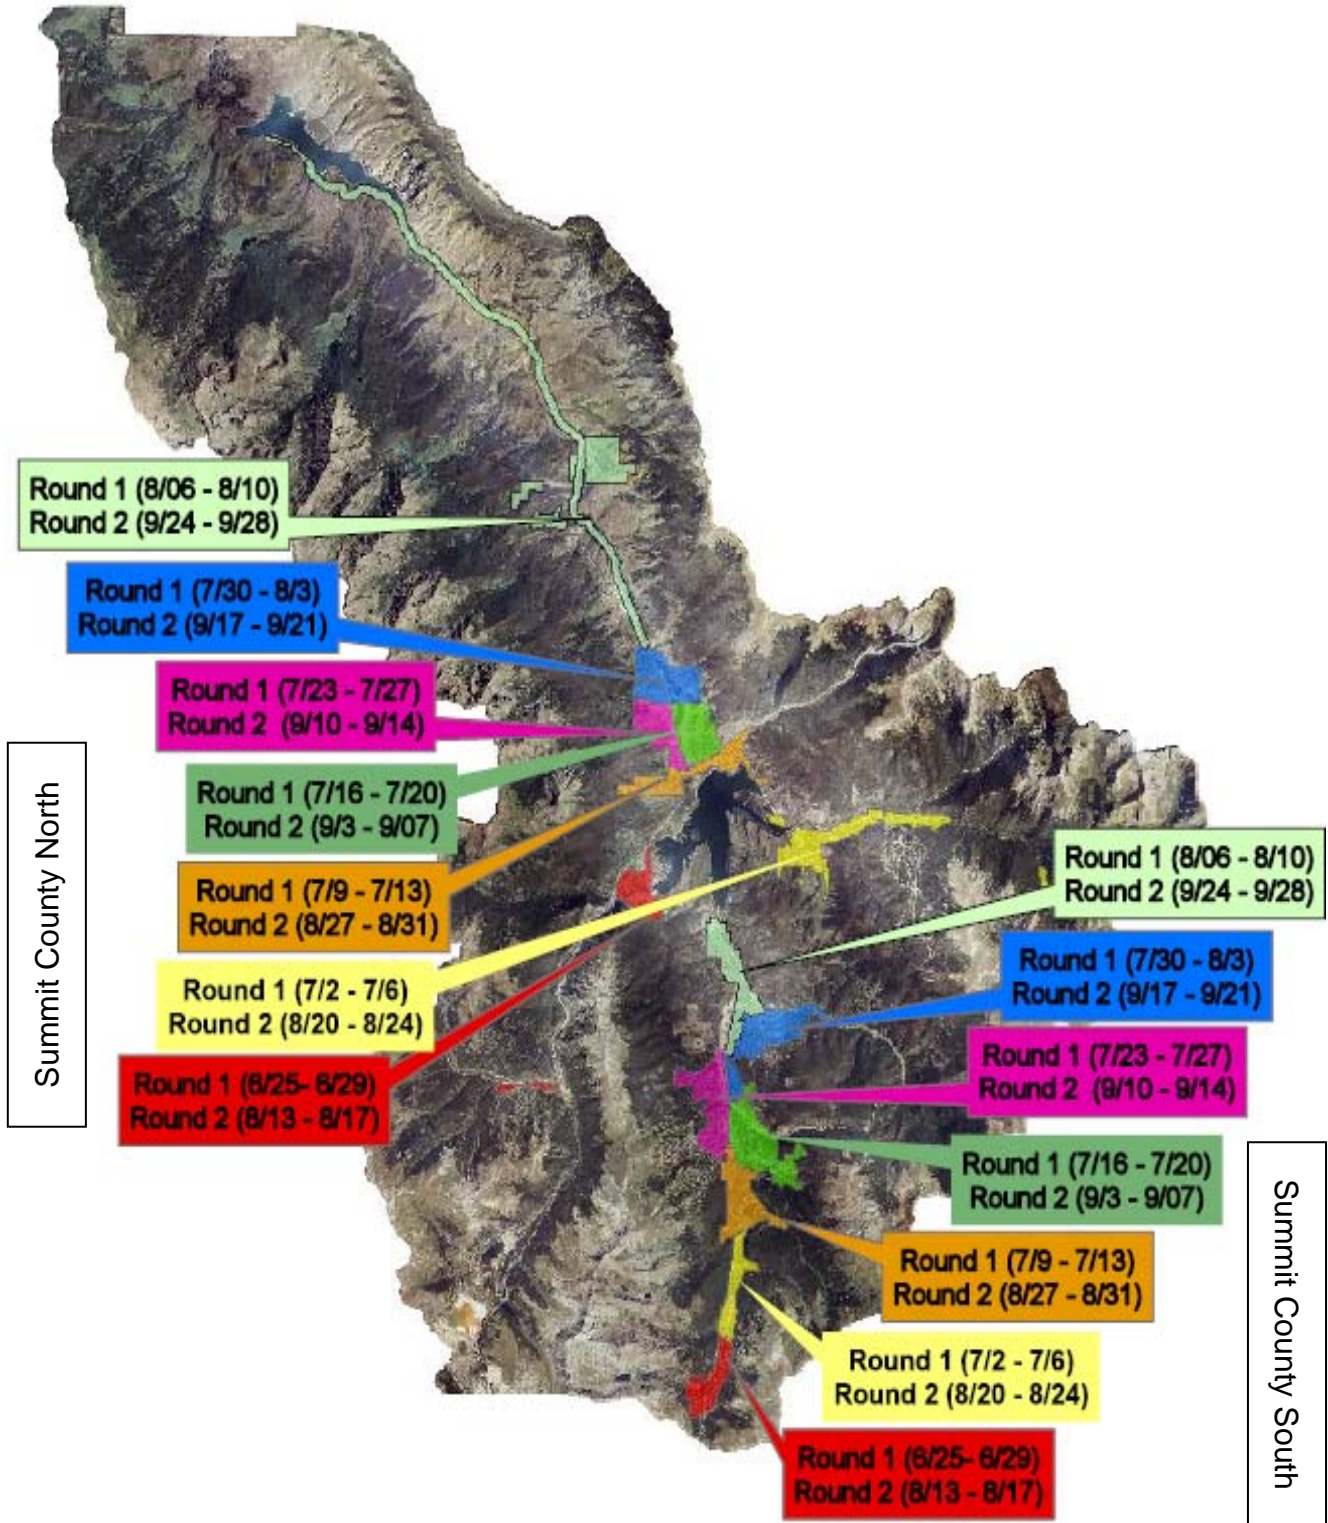 Round 1 (8/06 - 8/10)
Round 2 (9/24 - 9/28)
Round 1 (7/30 - 8/3)
Round 2 (9/17 - 9/21)
Round 1 (7/23 - 7/27)
Round 2 (9/10 - 9/14)
Round 1 (7/16 - 7/20)
Round 2 (9/3 - 9/07)
Round 1 (7/9 - 7/13)
Round 2 (8/27 - 8/31)
Round 1 (7/2 - 7/6)
Round 2 (8/20 - 8/24)
Round 1 (6/25- 6/29)
Round 2 (8/13 - 8/17)
Summit County North
Round 1 (8/06 - 8/10)
Round 2 (9/24 - 9/28)
Round 1 (7/30 - 8/3)
Round 2 (9/17 - 9/21)
Round 1 (7/23 - 7/27)
Round 2 (9/10 - 9/14)
Round 1 (7/16 - 7/20)
Round 2 (9/3 - 9/07)
Round 1 (7/9 - 7/13)
Round 2 (8/27 - 8/31)
Round 1 (7/2 - 7/6)
Round 2 (8/20 - 8/24)
Round 1 (6/25- 6/29)
Round 2 (8/13 - 8/17)
Summit County South